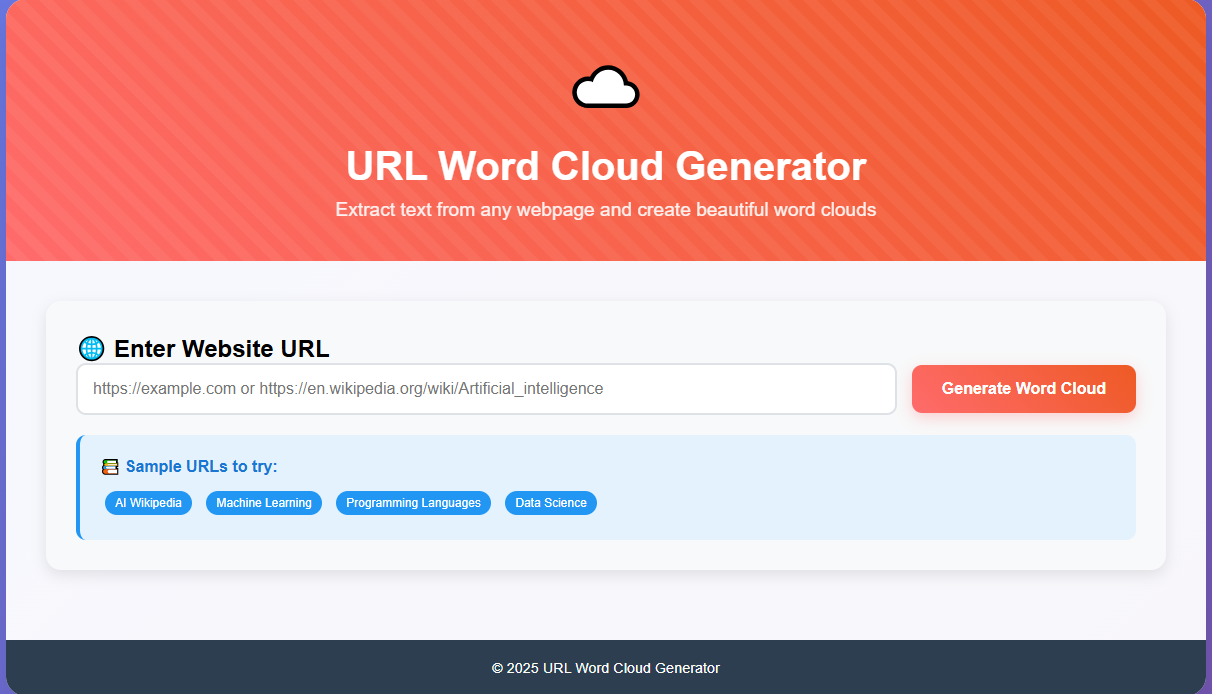 URL Word Cloud Generator
Extract text from any webpage and create beautiful word clouds
Enter Website URL
https://example.com or https://en.wikipedia.org/wiki/Artificial_intelligence
Generate Word Cloud
Sample URLs to try:
AI Wikipedia
Machine Learning
Programming Languages
Data Science
© 2025 URL Word Cloud Generator